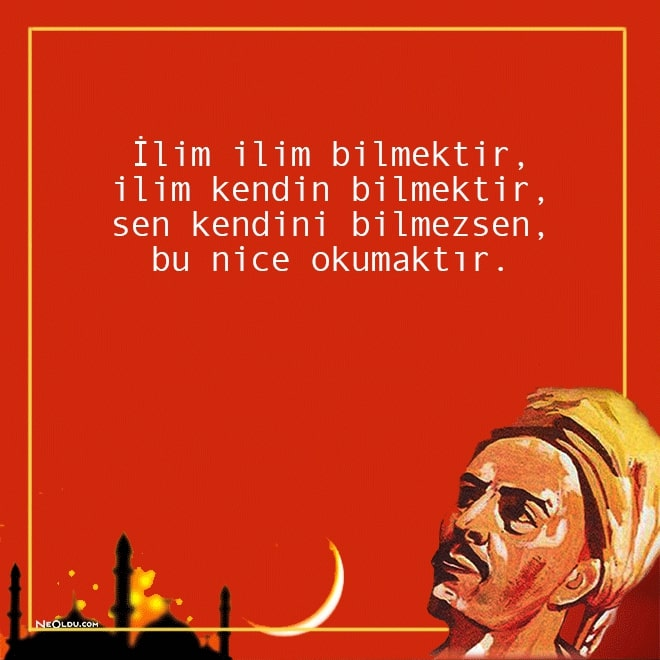 İlim ilim bilmektir,
ilim kendin bilmektir,
sen kendini bilmezsen,
bu nice okumaktır.
NeOldu.com